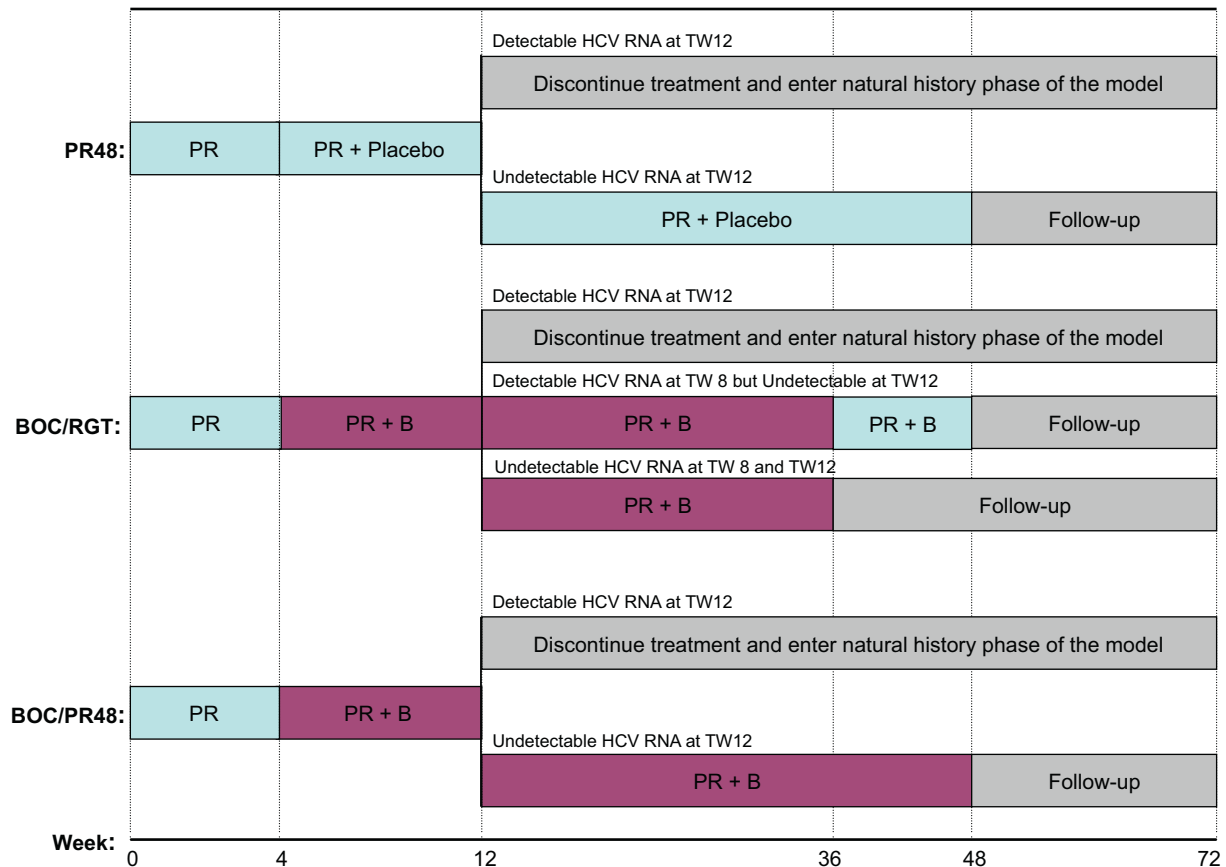 Detectable HCV RNA at TW12
Discontinue treatment and enter natural history phase of the model
PR48: PR PR + Placebo
Undetectable HCV RNA at TW12
PR + Placebo Follow-up
Detectable HCV RNA at TW12
Discontinue treatment and enter natural history phase of the model
Detectable HCV RNA at TW 8 but Undetectable at TW12
BOC/RGT: PR PR + B PR + B PR + B Follow-up
Undetectable HCV RNA at TW 8 and TW12
PR + B Follow-up
Detectable HCV RNA at TW12
Discontinue treatment and enter natural history phase of the model
BOC/PR48: PR PR + B
Undetectable HCV RNA at TW12
PR + B Follow-up
Week:
0 4 12 36 48 72